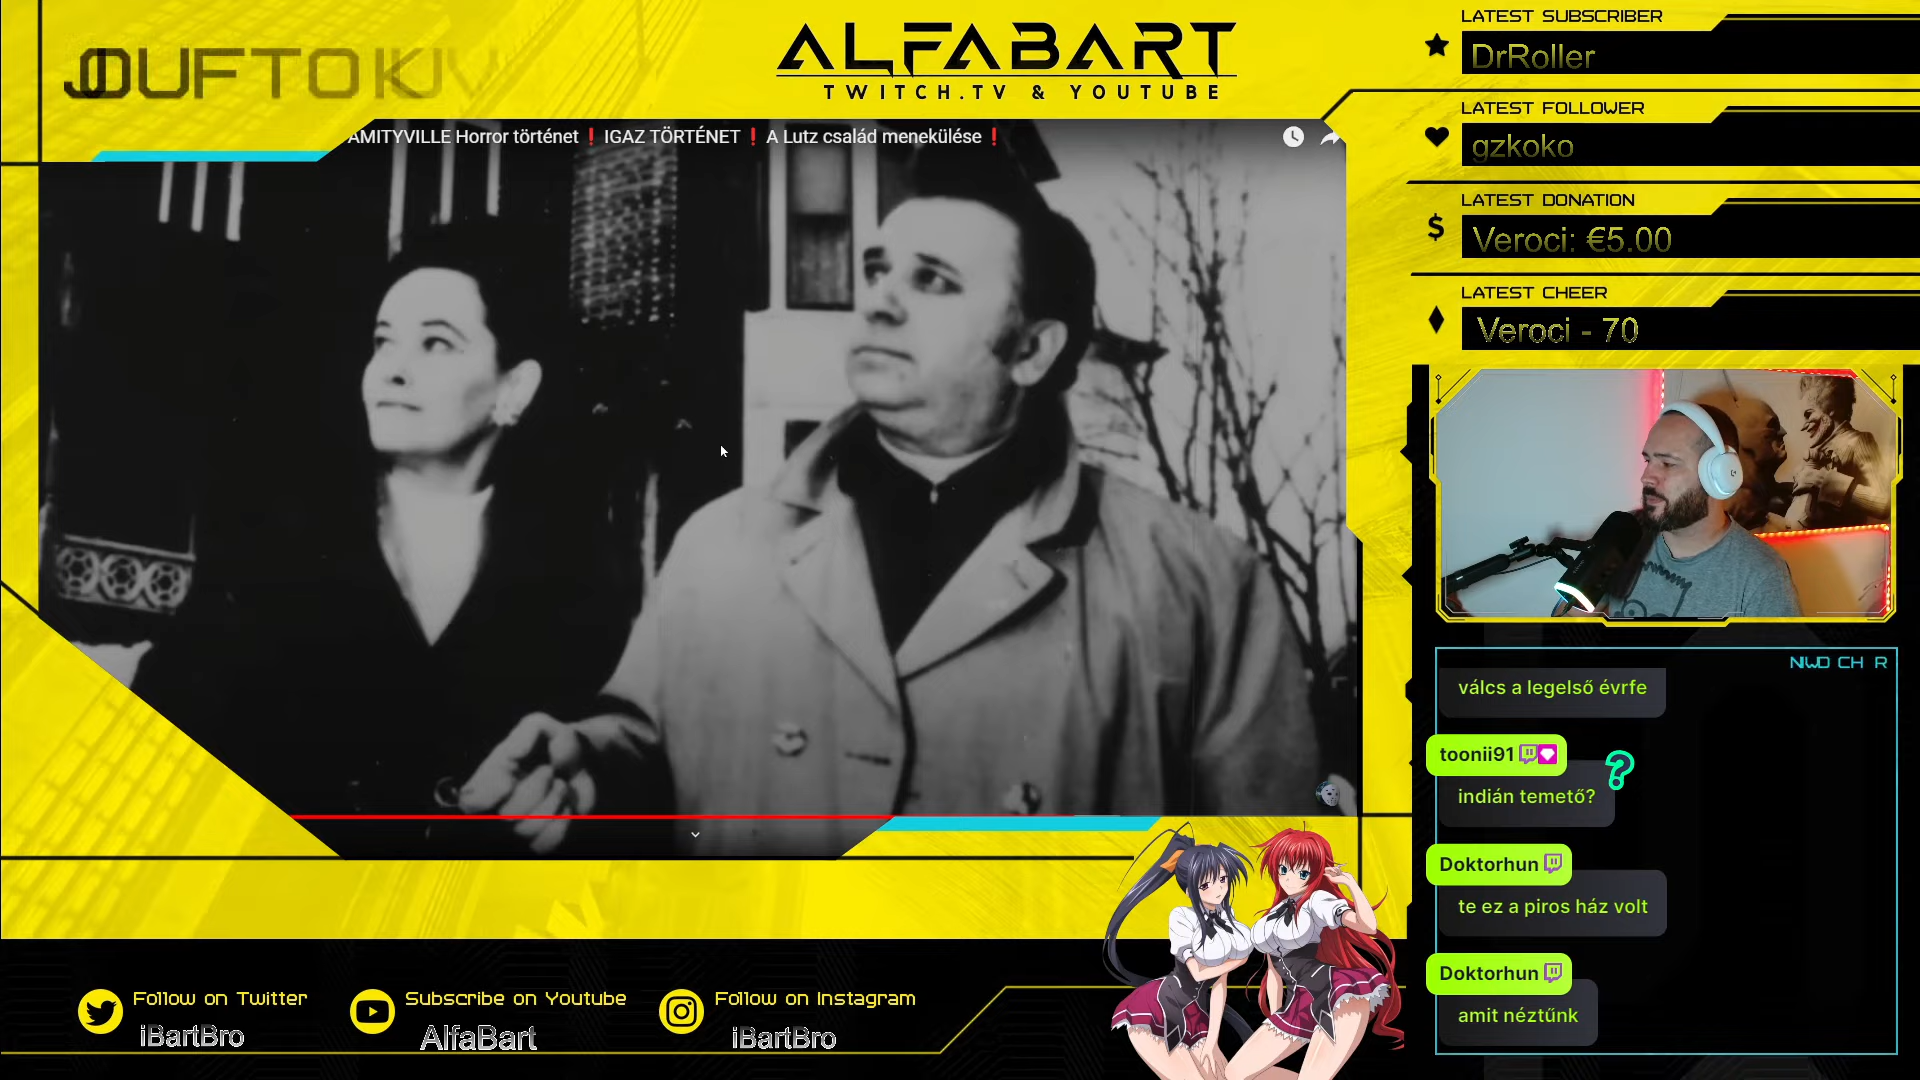 ALFABART
TWITCH.TV & YOUTUBE
AMITYVILLE Horror történet❗IGAZ TÖRTÉNET❗A Lutz család menekülése❗
LATEST SUBSCRIBER
DrRoller
LATEST FOLLOWER
gzkoko
LATEST DONATION
Veroci: €5.00
LATEST CHEER
Veroci - 70
válcs a legelső évrfe
toonii91
indián temető?
Doktorhun
te ez a piros ház volt
Doktorhun
amit néztűnk
Follow on Twitter
iBartBro
Subscribe on Youtube
AlfaBart
Follow on Instagram
iBartBro